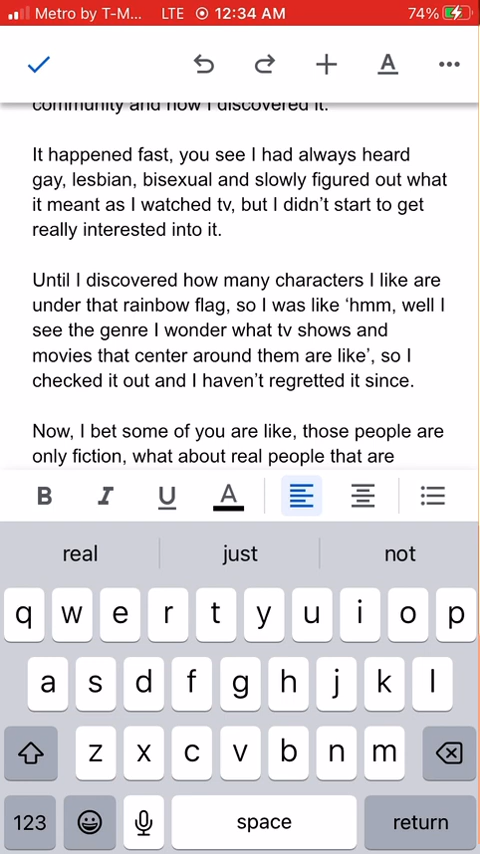 Metro by T-M... LTE 12:34 AM 74%
A
community and how I discovered it.
It happened fast, you see I had always heard
gay, lesbian, bisexual and slowly figured out what
it meant as I watched tv, but I didn’t start to get
really interested into it.
Until I discovered how many characters I like are
under that rainbow flag, so I was like ‘hmm, well I
see the genre I wonder what tv shows and
movies that center around them are like’, so I
checked it out and I haven’t regretted it since.
Now, I bet some of you are like, those people are
only fiction, what about real people that are
B I U A
real just not
q w e r t y u i o p
a s d f g h j k l
z x c v b n m
123 space return